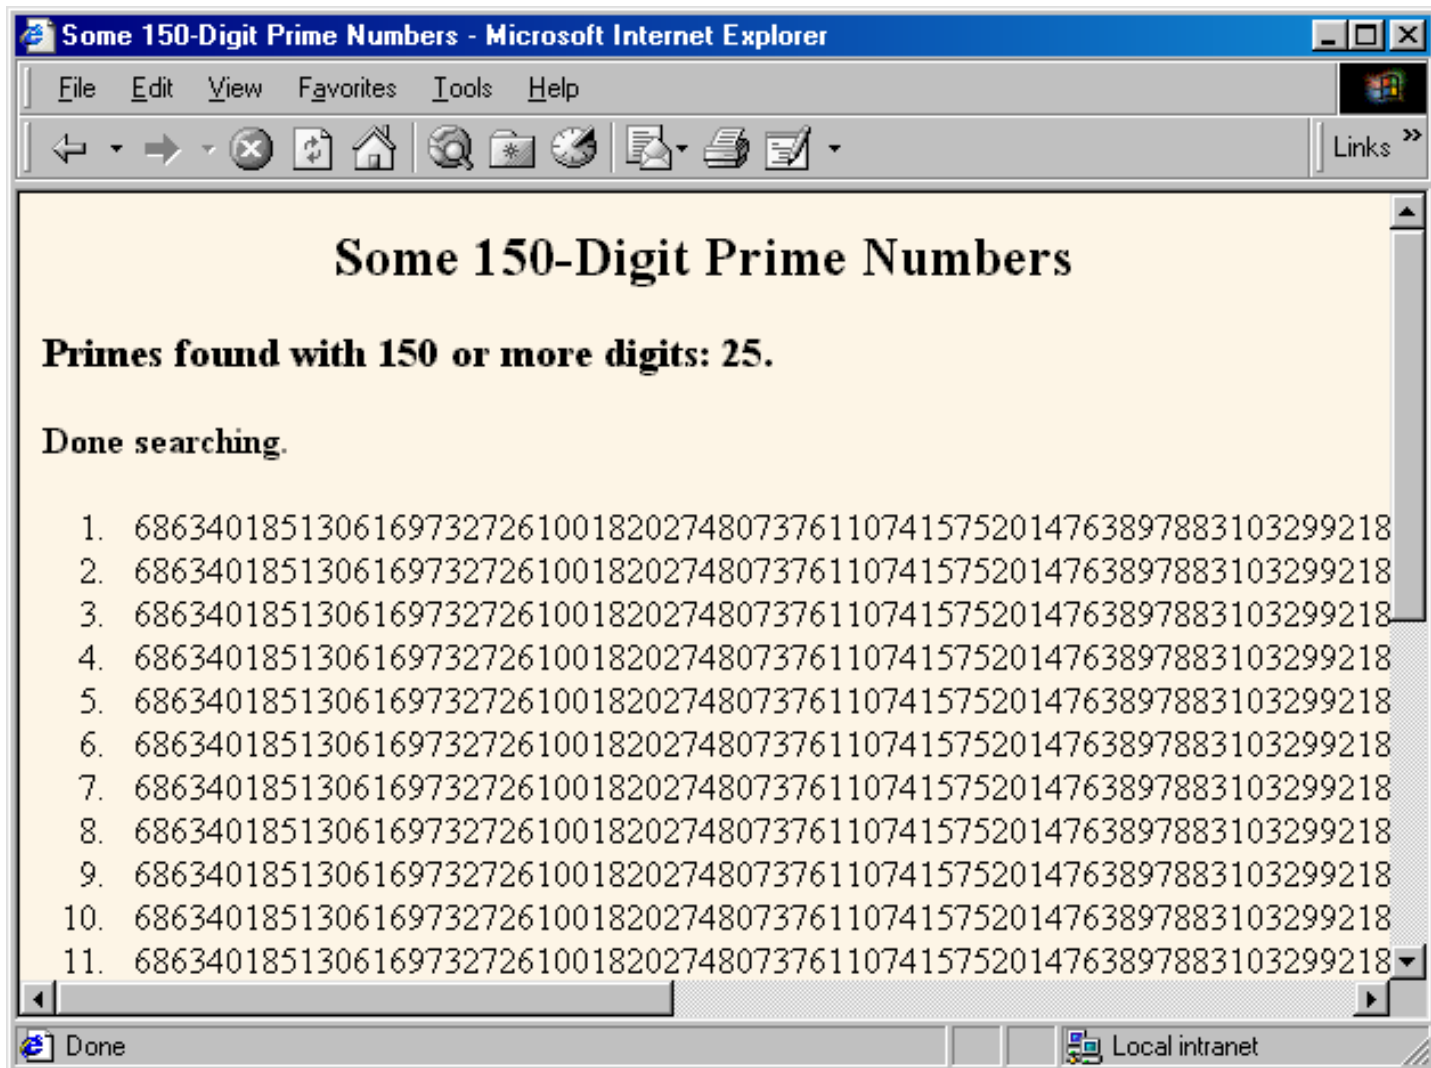 Some 150-Digit Prime Numbers - Microsoft Internet Explorer
File Edit View Favorites Tools Help
Links »
Some 150-Digit Prime Numbers
Primes found with 150 or more digits: 25.
Done searching.
1. 686340185130616973272610018202748073761107415752014763897883103299218
2. 686340185130616973272610018202748073761107415752014763897883103299218
3. 686340185130616973272610018202748073761107415752014763897883103299218
4. 686340185130616973272610018202748073761107415752014763897883103299218
5. 686340185130616973272610018202748073761107415752014763897883103299218
6. 686340185130616973272610018202748073761107415752014763897883103299218
7. 686340185130616973272610018202748073761107415752014763897883103299218
8. 686340185130616973272610018202748073761107415752014763897883103299218
9. 686340185130616973272610018202748073761107415752014763897883103299218
10. 686340185130616973272610018202748073761107415752014763897883103299218
11. 686340185130616973272610018202748073761107415752014763897883103299218
Done Local intranet